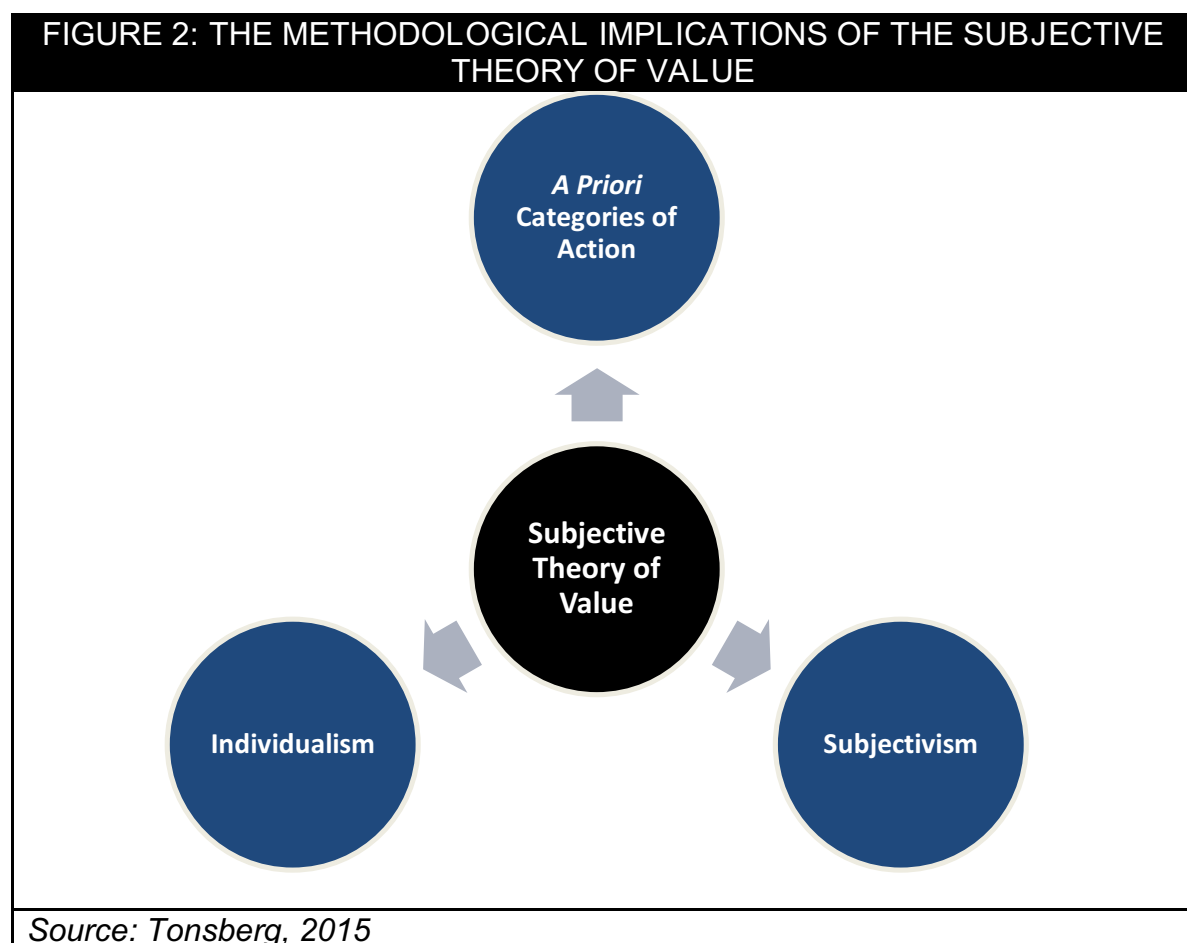 FIGURE 2: THE METHODOLOGICAL IMPLICATIONS OF THE SUBJECTIVE
THEORY OF VALUE
A Priori
Categories of
Action
Subjective
Theory of
Value
Individualism
Subjectivism
Source: Tonsberg, 2015